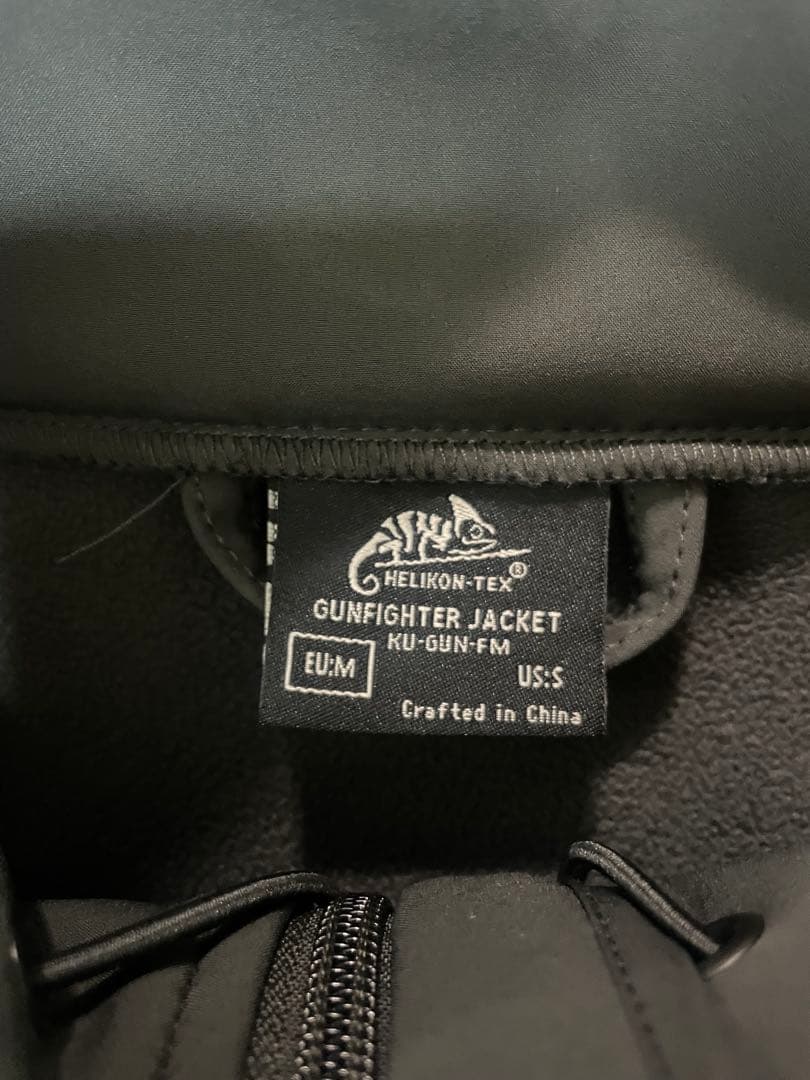 HELIKON-TEX®
GUNFIGHTER JACKET
KU-GUN-FM
EU:M
US:S
Crafted in China